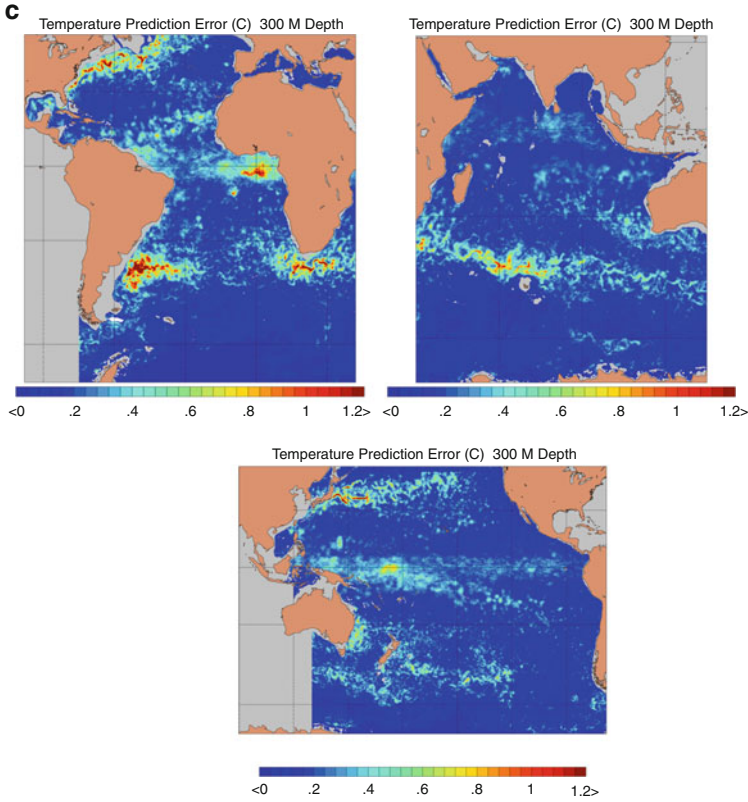 c
Temperature Prediction Error (C) 300 M Depth
Temperature Prediction Error (C) 300 M Depth
<0 .2 .4 .6 .8 1 1.2>
<0 .2 .4 .6 .8 1 1.2>
Temperature Prediction Error (C) 300 M Depth
<0 .2 .4 .6 .8 1 1.2>